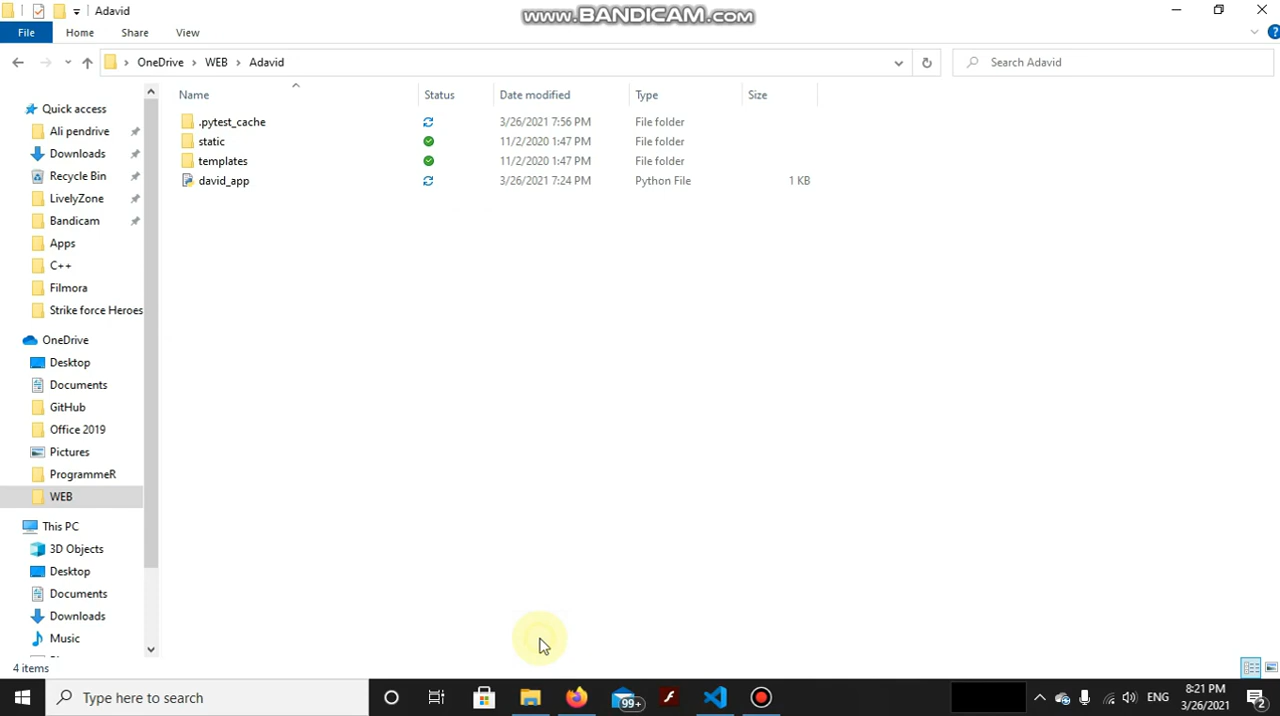 Adavid
www.BANDICAM.com
File Home Share View
OneDrive WEB Adavid
Search Adavid
Name Status Date modified Type Size
.pytest_cache 3/26/2021 7:56 PM File folder
static 11/2/2020 1:47 PM File folder
templates 11/2/2020 1:47 PM File folder
david_app 3/26/2021 7:24 PM Python File 1 KB
Quick access
Ali pendrive
Downloads
Recycle Bin
LivelyZone
Bandicam
Apps
C++
Filmora
Strike force Heroes
OneDrive
Desktop
Documents
GitHub
Office 2019
Pictures
ProgrammeR
WEB
This PC
3D Objects
Desktop
Documents
Downloads
Music
4 items
Type here to search
99+
ENG
8:21 PM
3/26/2021
2